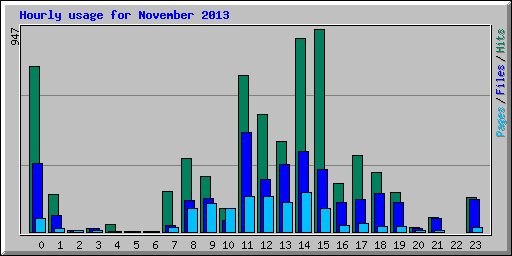 Hourly usage for November 2013
947
Pages/Files/Hits
0 1 2 3 4 5 6 7 8 9 10 11 12 13 14 15 16 17 18 19 20 21 22 23